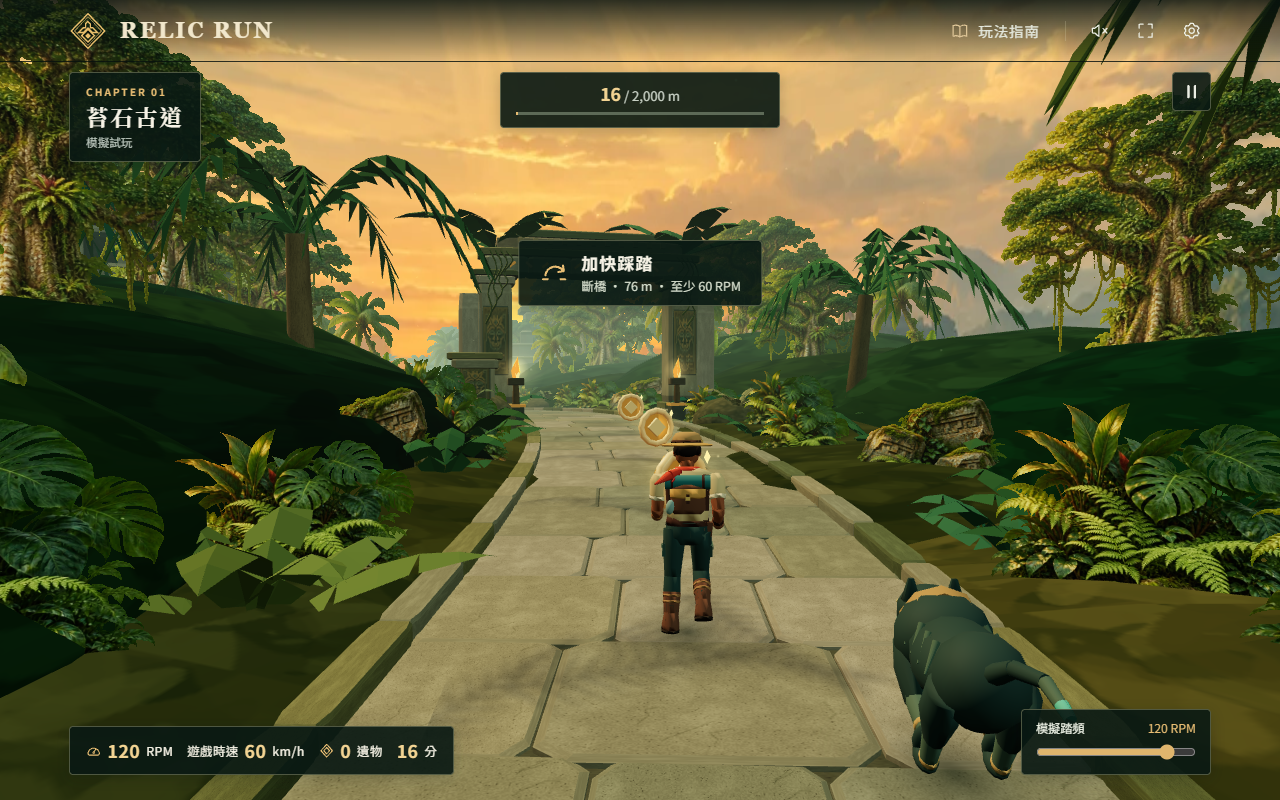 RELIC RUN
玩法指南
CHAPTER 01
苔石古道
模擬試玩
16 / 2,000 m
加快踩踏
斷橋・76 m・至少 60 RPM
120 RPM 遊戲時速 60 km/h 0 遺物 16 分
模擬踏頻 120 RPM